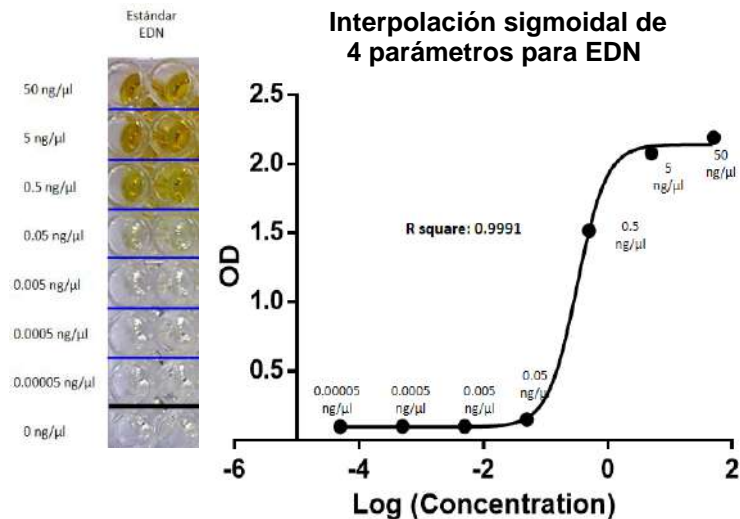 Estándar
EDN
50 ng/µl
5 ng/µl
0.5 ng/µl
0.05 ng/µl
0.005 ng/µl
0.0005 ng/µl
0.00005 ng/µl
0 ng/µl
Interpolación sigmoidal de
4 parámetros para EDN
2.5
2.0
1.5
1.0
0.5
OD
R square: 0.9991
0.00005
ng/µl
0.0005
ng/µl
0.005
ng/µl
0.05
ng/µl
0.5
ng/µl
5
ng/µl
50
ng/µl
-6
-4
-2
0
2
Log (Concentration)